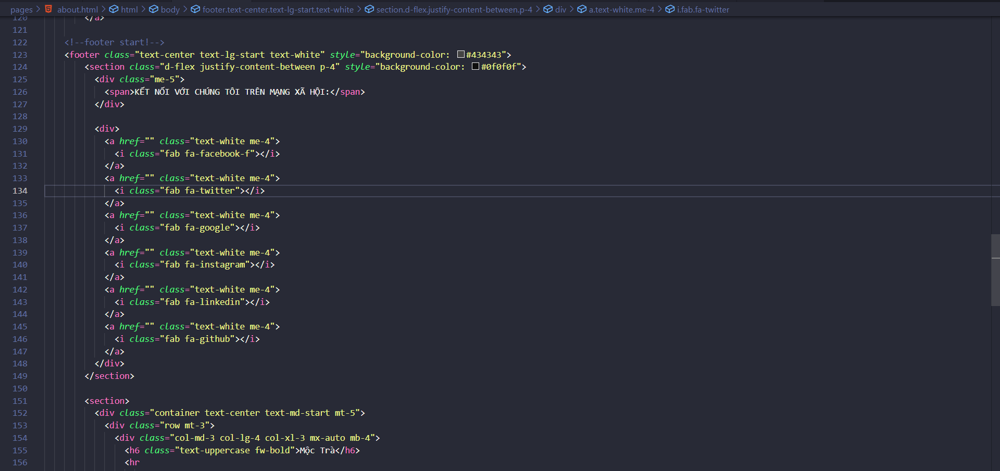 pages > about.html > html > body > footer.text-center.text-lg-start.text-white > section.d-flex.justify-content-between.p-4 > div > a.text-white.me-4 > i.fab.fa-twitter
120 </a>
121
122 <!--footer start!-->
123 <footer class="text-center text-lg-start text-white" style="background-color: #434343">
124 <section class="d-flex justify-content-between p-4" style="background-color: #0f0f0f">
125 <div class="me-5">
126 <span>KẾT NỐI VỚI CHÚNG TÔI TRÊN MẠNG XÃ HỘI:</span>
127 </div>
128
129 <div>
130 <a href="" class="text-white me-4">
131 <i class="fab fa-facebook-f"></i>
132 </a>
133 <a href="" class="text-white me-4">
134 <i class="fab fa-twitter"></i>
135 </a>
136 <a href="" class="text-white me-4">
137 <i class="fab fa-google"></i>
138 </a>
139 <a href="" class="text-white me-4">
140 <i class="fab fa-instagram"></i>
141 </a>
142 <a href="" class="text-white me-4">
143 <i class="fab fa-linkedin"></i>
144 </a>
145 <a href="" class="text-white me-4">
146 <i class="fab fa-github"></i>
147 </a>
148 </div>
149 </section>
150
151 <section>
152 <div class="container text-center text-md-start mt-5">
153 <div class="row mt-3">
154 <div class="col-md-3 col-lg-4 col-xl-3 mx-auto mb-4">
155 <h6 class="text-uppercase fw-bold">Mộc Trà</h6>
156 <hr